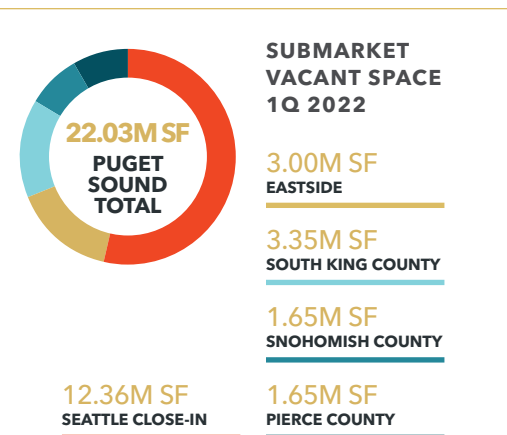 22.03M SF
PUGET
SOUND
TOTAL
SUBMARKET
VACANT SPACE
1Q 2022
3.00M SF
EASTSIDE
3.35M SF
SOUTH KING COUNTY
1.65M SF
SNOHOMISH COUNTY
12.36M SF
SEATTLE CLOSE-IN
1.65M SF
PIERCE COUNTY